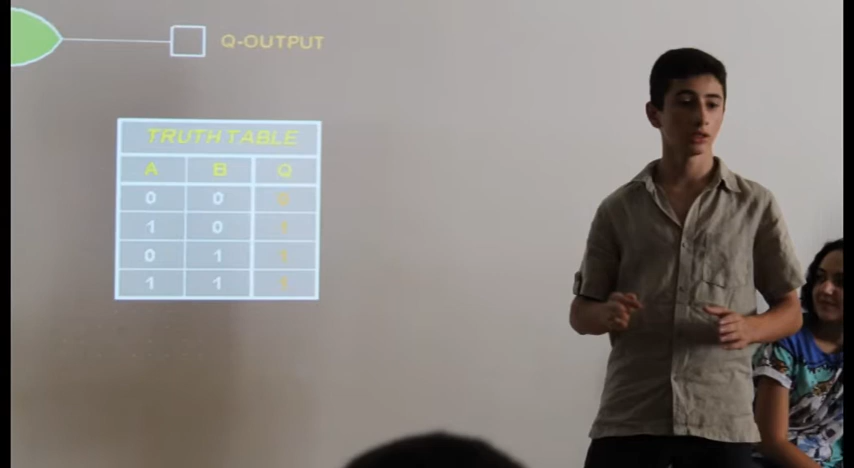 Q-OUTPUT
TRUTH TABLE
A B Q
0 0 0
1 0 1
0 1 1
1 1 1